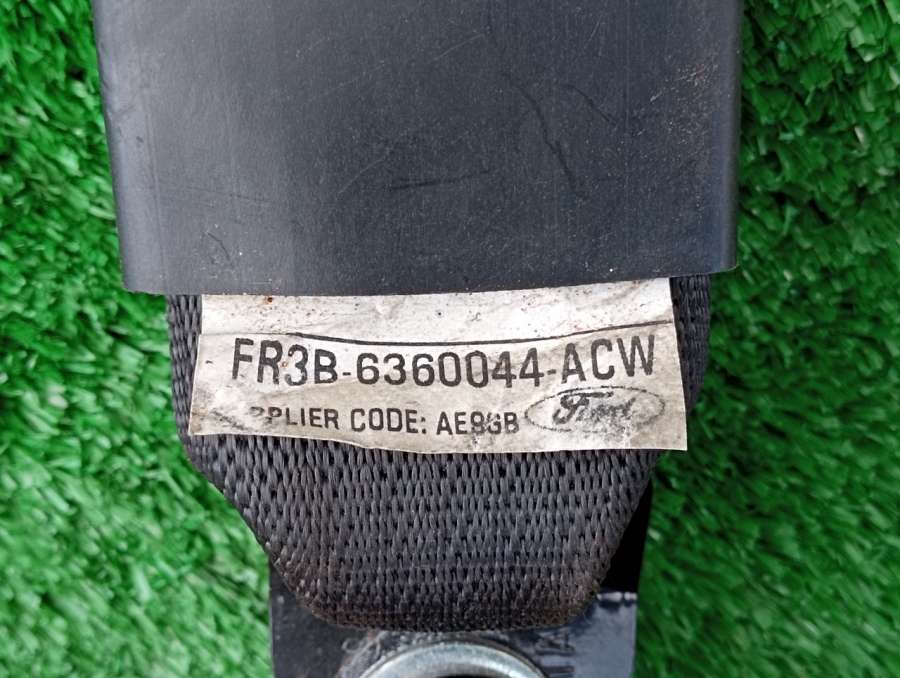 FR3B-6360044-ACW
PPLIER CODE: AE8GB Ford